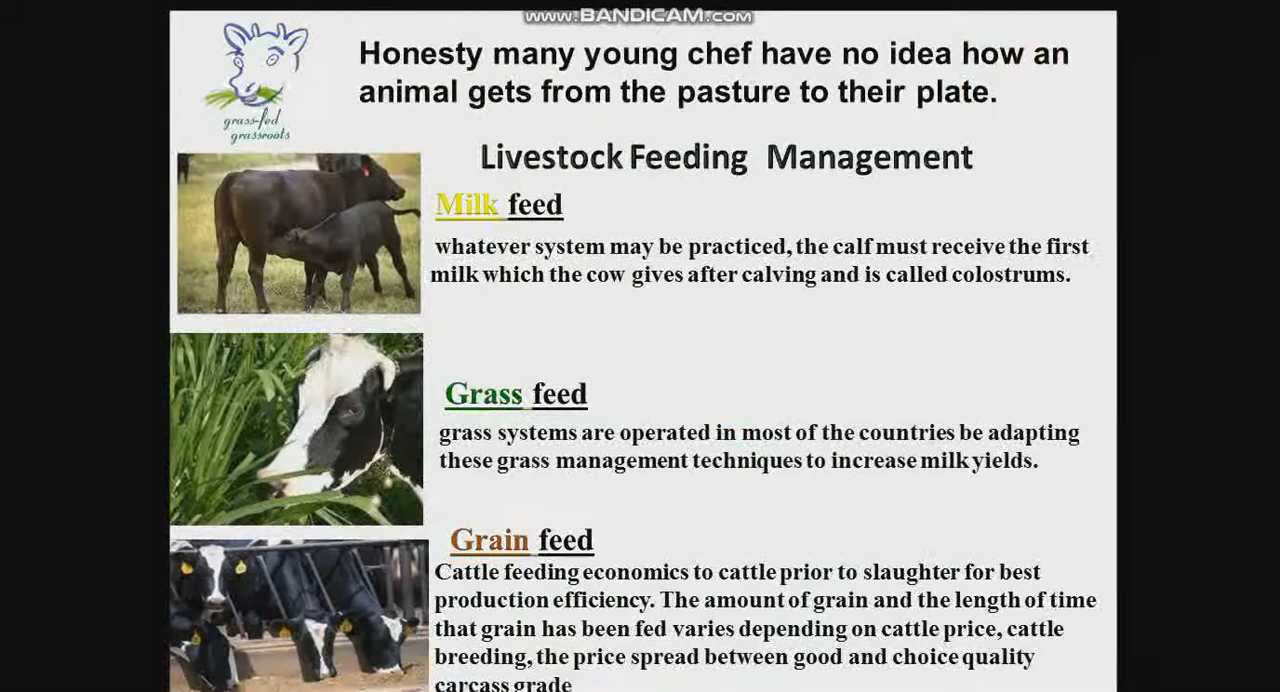 www.BANDICAM.com
Honesty many young chef have no idea how an
animal gets from the pasture to their plate.
grass-fed
grassroots
Livestock Feeding Management
Milk feed
whatever system may be practiced, the calf must receive the first
milk which the cow gives after calving and is called colostrums.
Grass feed
grass systems are operated in most of the countries be adapting
these grass management techniques to increase milk yields.
Grain feed
Cattle feeding economics to cattle prior to slaughter for best
production efficiency. The amount of grain and the length of time
that grain has been fed varies depending on cattle price, cattle
breeding, the price spread between good and choice quality
carcass grade